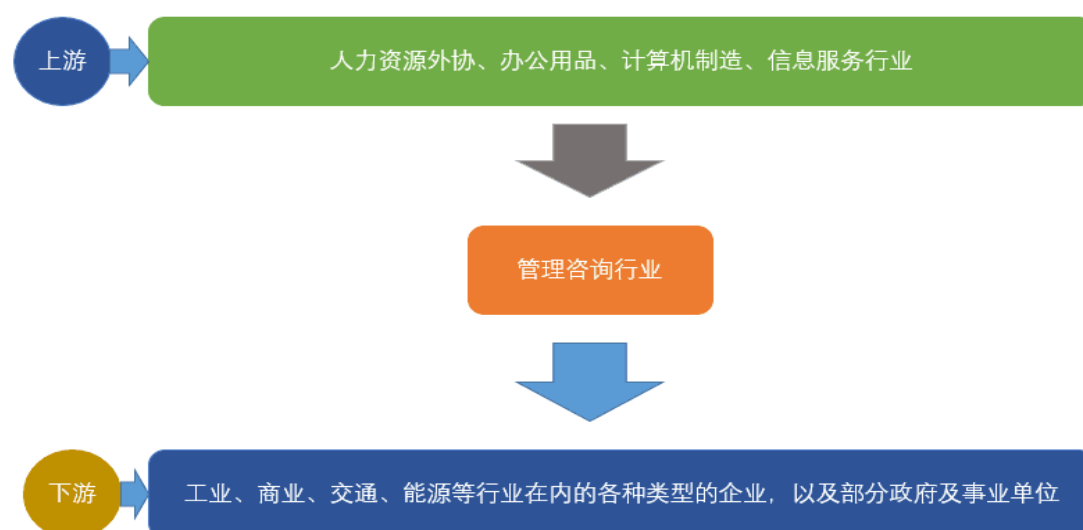 上游
人力资源外协、办公用品、计算机制造、信息服务行业
管理咨询行业
下游
工业、商业、交通、能源等行业在内的各种类型的企业，以及部分政府及事业单位